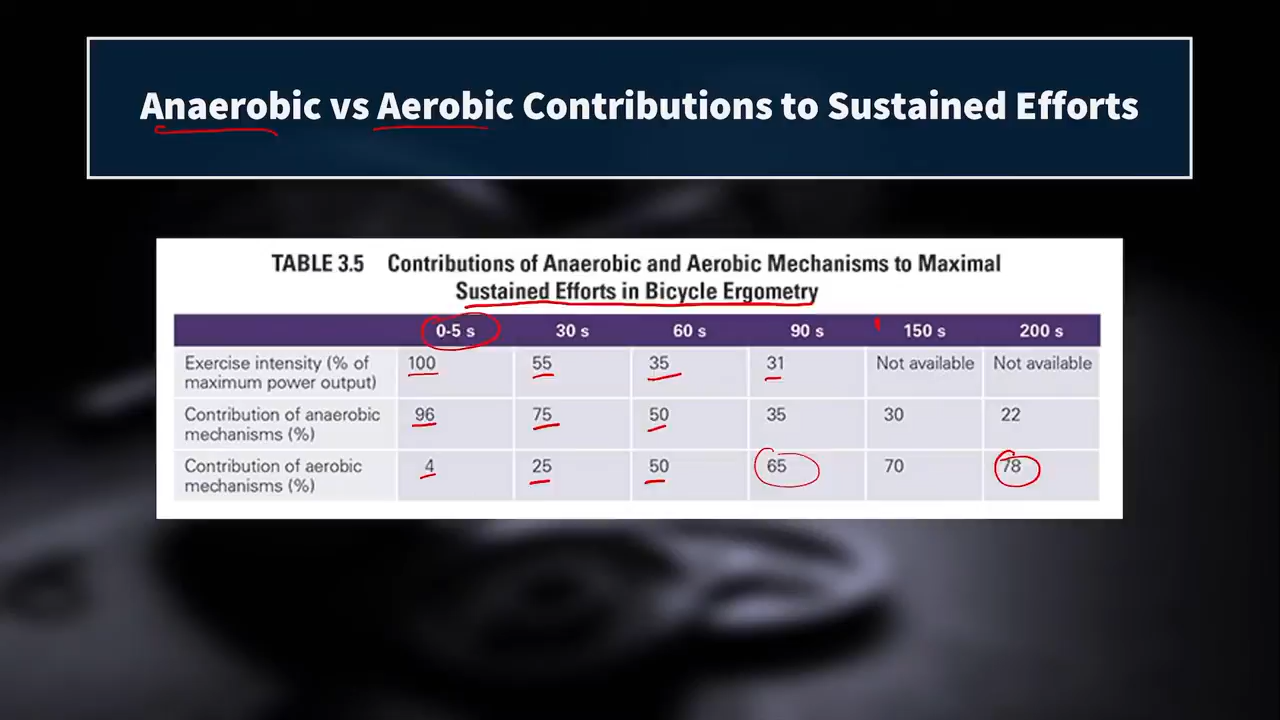 Anaerobic vs Aerobic Contributions to Sustained Efforts
TABLE 3.5 Contributions of Anaerobic and Aerobic Mechanisms to Maximal
Sustained Efforts in Bicycle Ergometry
0-5 s 30 s 60 s 90 s 150 s 200 s
Exercise intensity (% of
maximum power output) 100 55 35 31 Not available Not available
Contribution of anaerobic
mechanisms (%) 96 75 50 35 30 22
Contribution of aerobic
mechanisms (%) 4 25 50 65 70 78